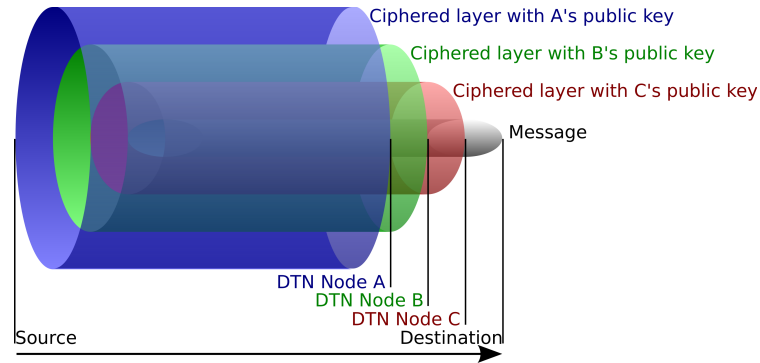 Ciphered layer with A's public key
Ciphered layer with B's public key
Ciphered layer with C's public key
Message
DTN Node A
DTN Node B
DTN Node C
Source
Destination